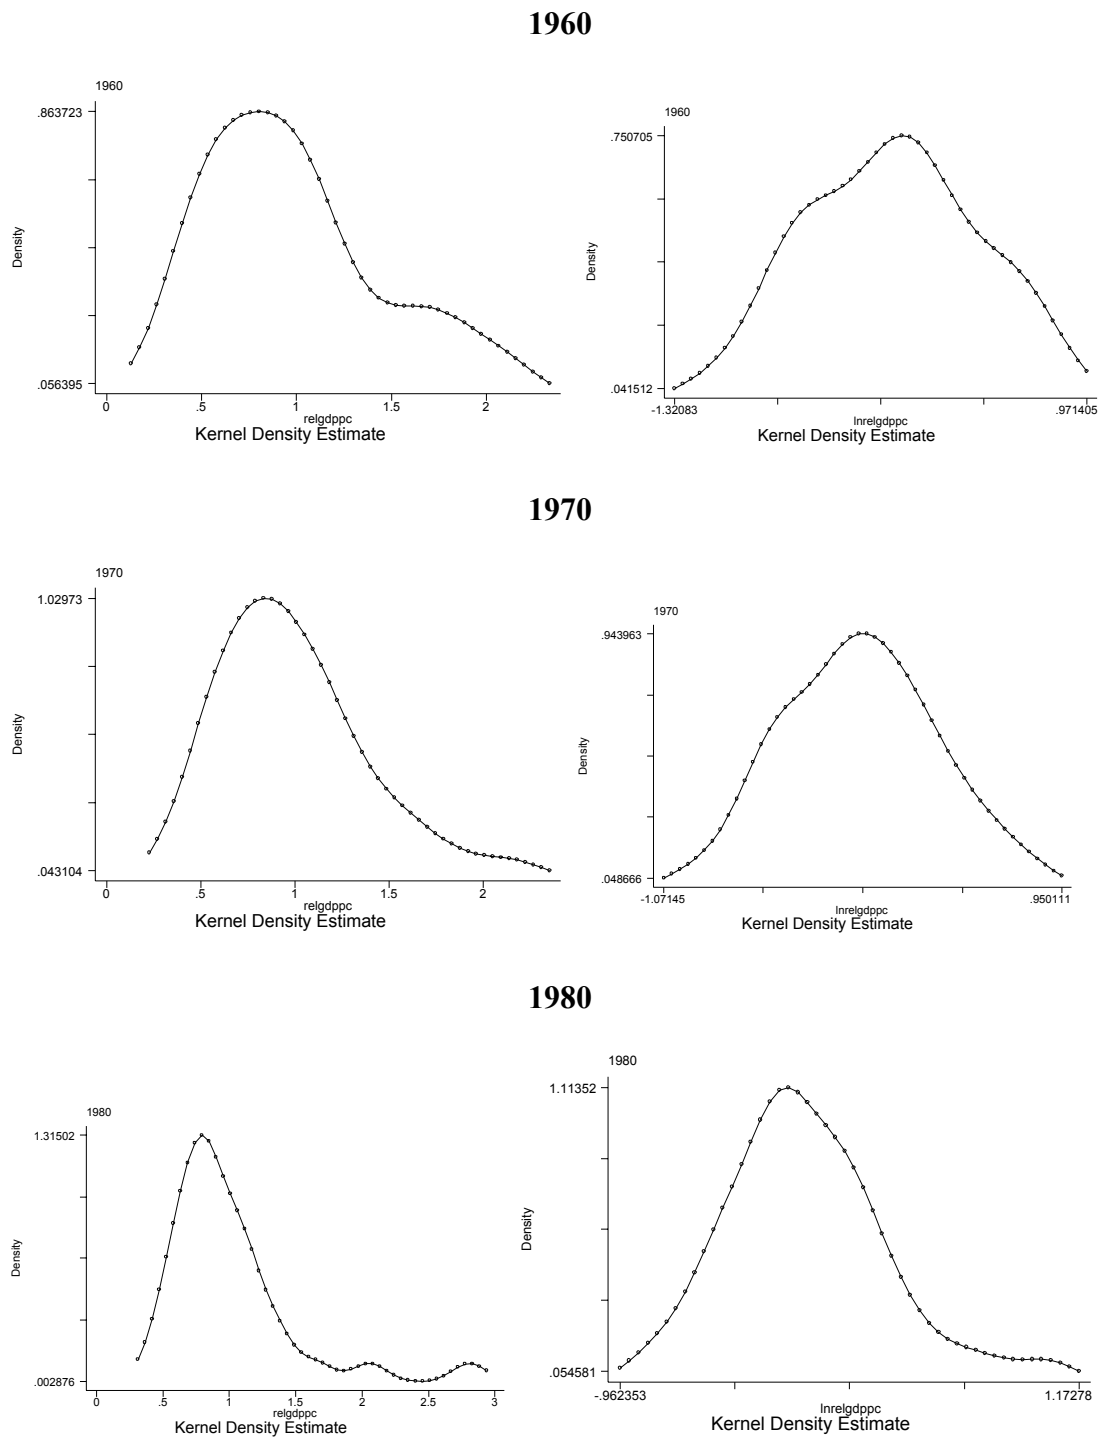 1960
1960
.863723
Density
.056395
0 .5 1 1.5 2
relgdppc
Kernel Density Estimate
1960
.750705
Density
.041512
-1.32083 .971405
lnrelgdppc
Kernel Density Estimate
1970
1970
1.02973
Density
.043104
0 .5 1 1.5 2
relgdppc
Kernel Density Estimate
1970
.943963
Density
.048666
-1.07145 .950111
lnrelgdppc
Kernel Density Estimate
1980
1980
1.31502
Density
.002876
0 .5 1 1.5 2 2.5 3
relgdppc
Kernel Density Estimate
1980
1.11352
Density
.054581
-.962353 1.17278
lnrelgdppc
Kernel Density Estimate